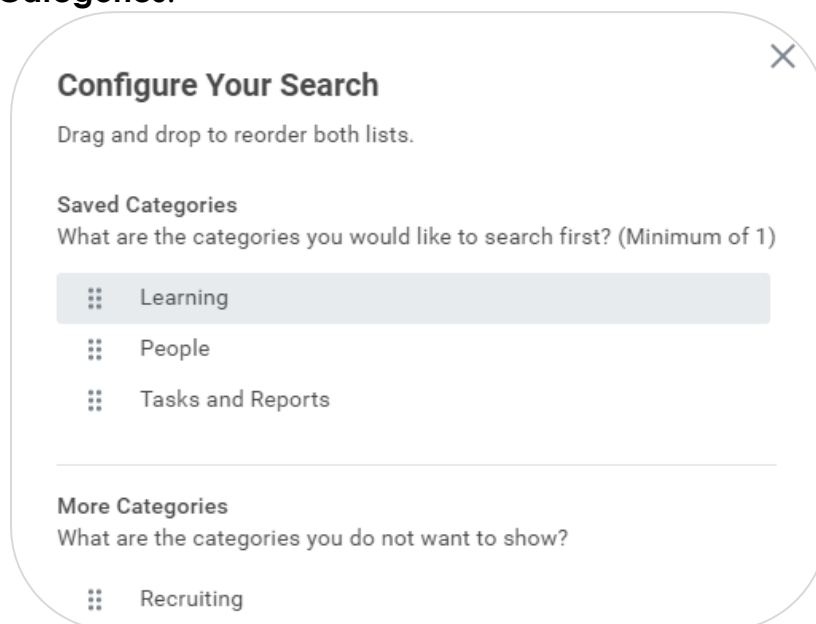 Configure Your Search
Drag and drop to reorder both lists.
Saved Categories
What are the categories you would like to search first? (Minimum of 1)
Learning
People
Tasks and Reports
More Categories
What are the categories you do not want to show?
Recruiting